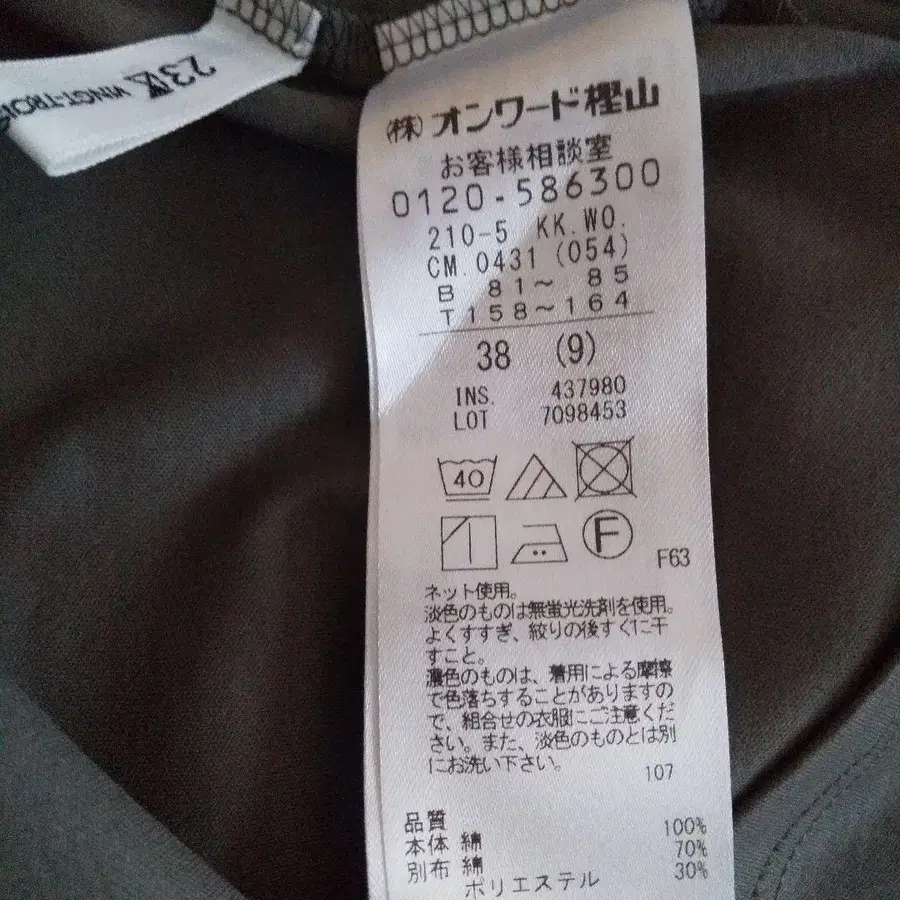 23区 VINGT-TROIS
(株)オンワード樫山
お客様相談室
0120-586300
210-5 KK.WO.
CM.0431 (054)
B 81～ 85
T158～164
38 (9)
INS. 437980
LOT 7098453
40
F
F63
ネット使用。
淡色のものは無蛍光洗剤を使用。
よくすすぎ、絞りの後すぐに干
すこと。
濃色のものは、着用による摩擦
で色落ちすることがありますの
で、組合せの衣服にご注意くだ
さい。また、淡色のものとは別
にお洗い下さい。
107
品質
本体 綿 100%
別布 綿 70%
ポリエステル 30%